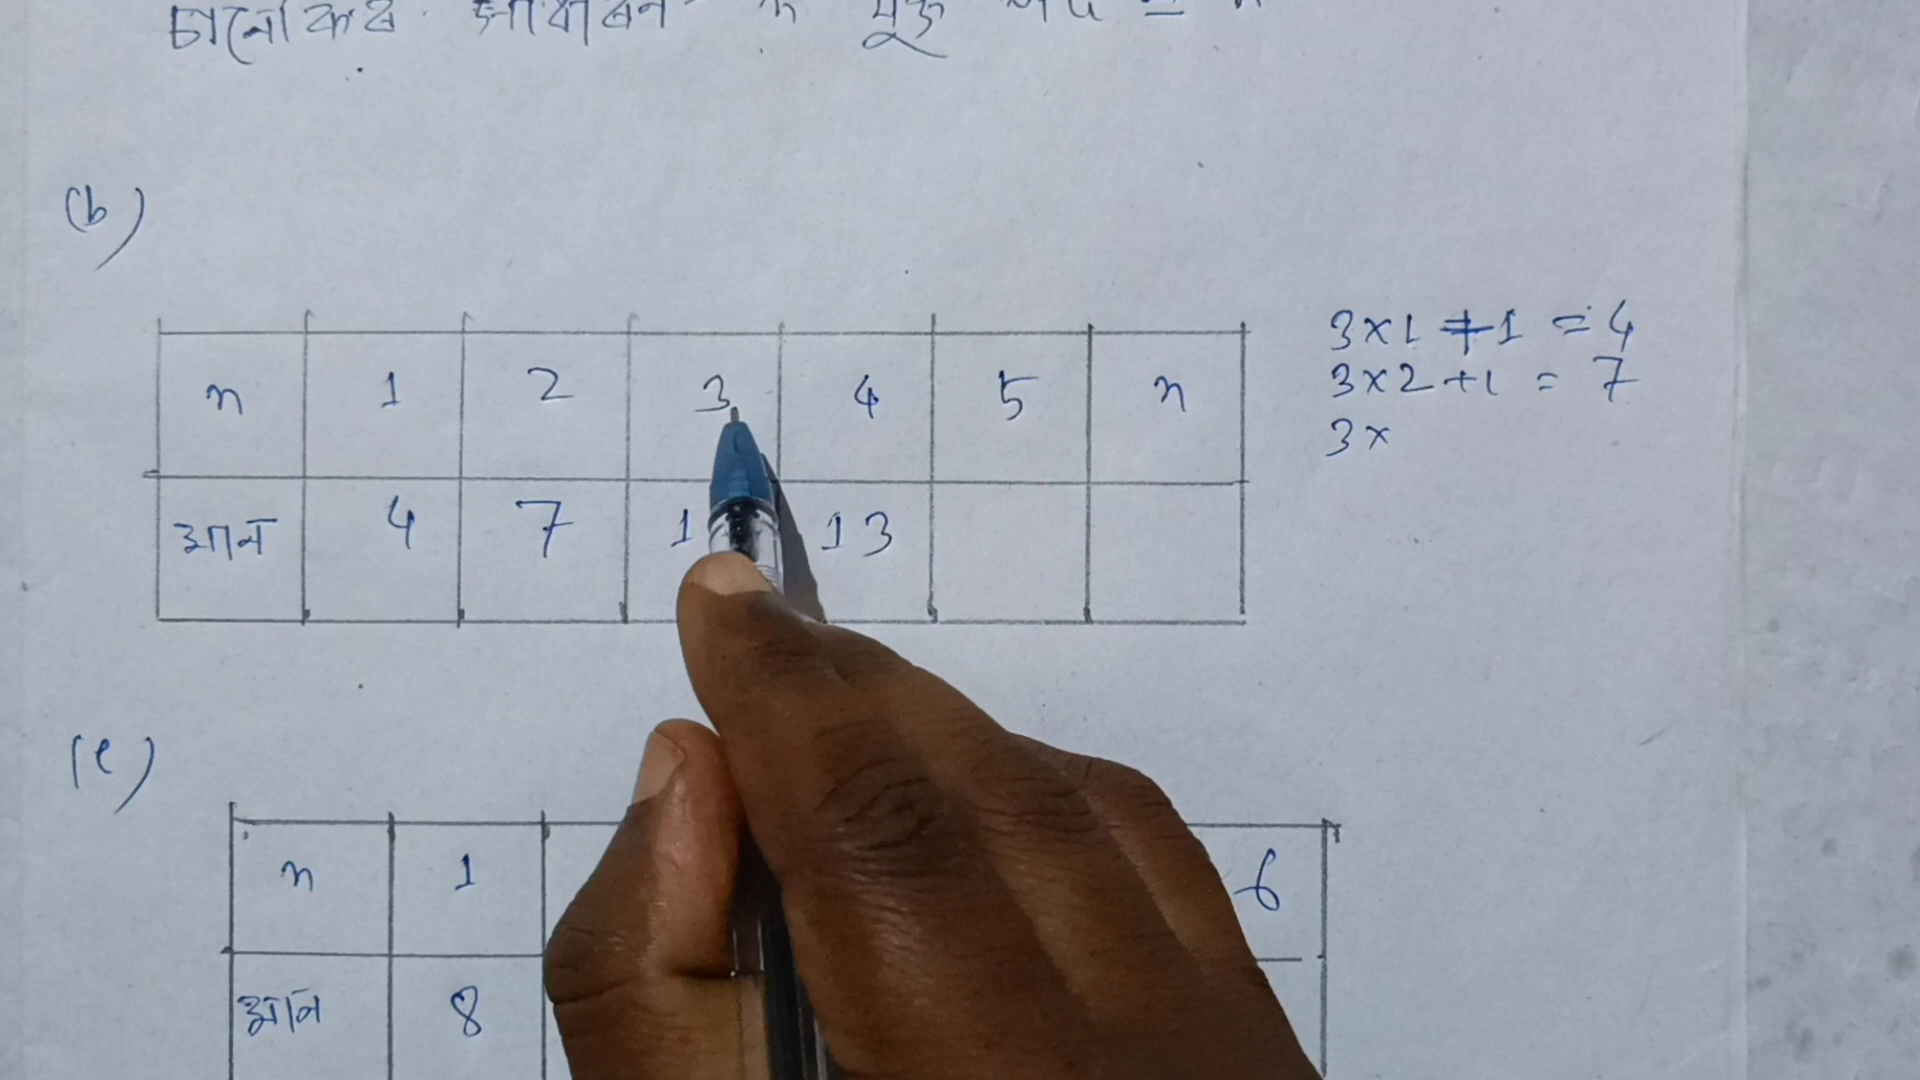 (b)
n 1 2 3 4 5 n
মান 4 7 1 13
3×1+1 = 4
3×2+1 = 7
3×
(c)
n 1 6
মান 8